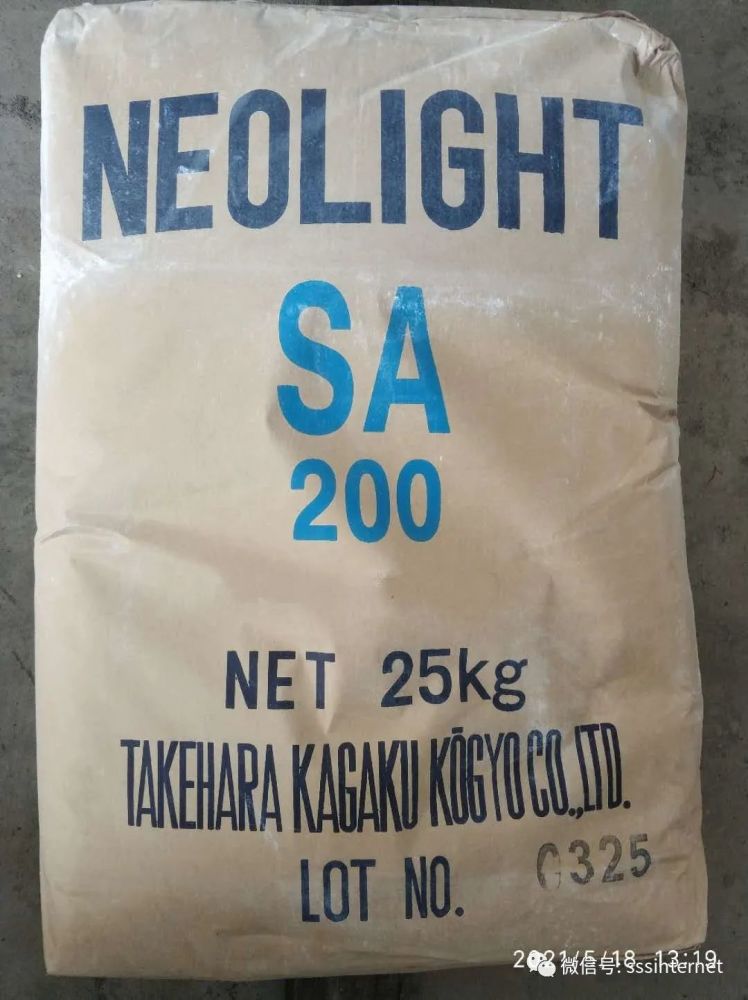 NEOLIGHT
SA
200
NET 25kg
TAKEHARA KAGAKU KŌGYO CO.,LTD.
LOT NO.
2021/5/18 13:19
微信号: sssinternet